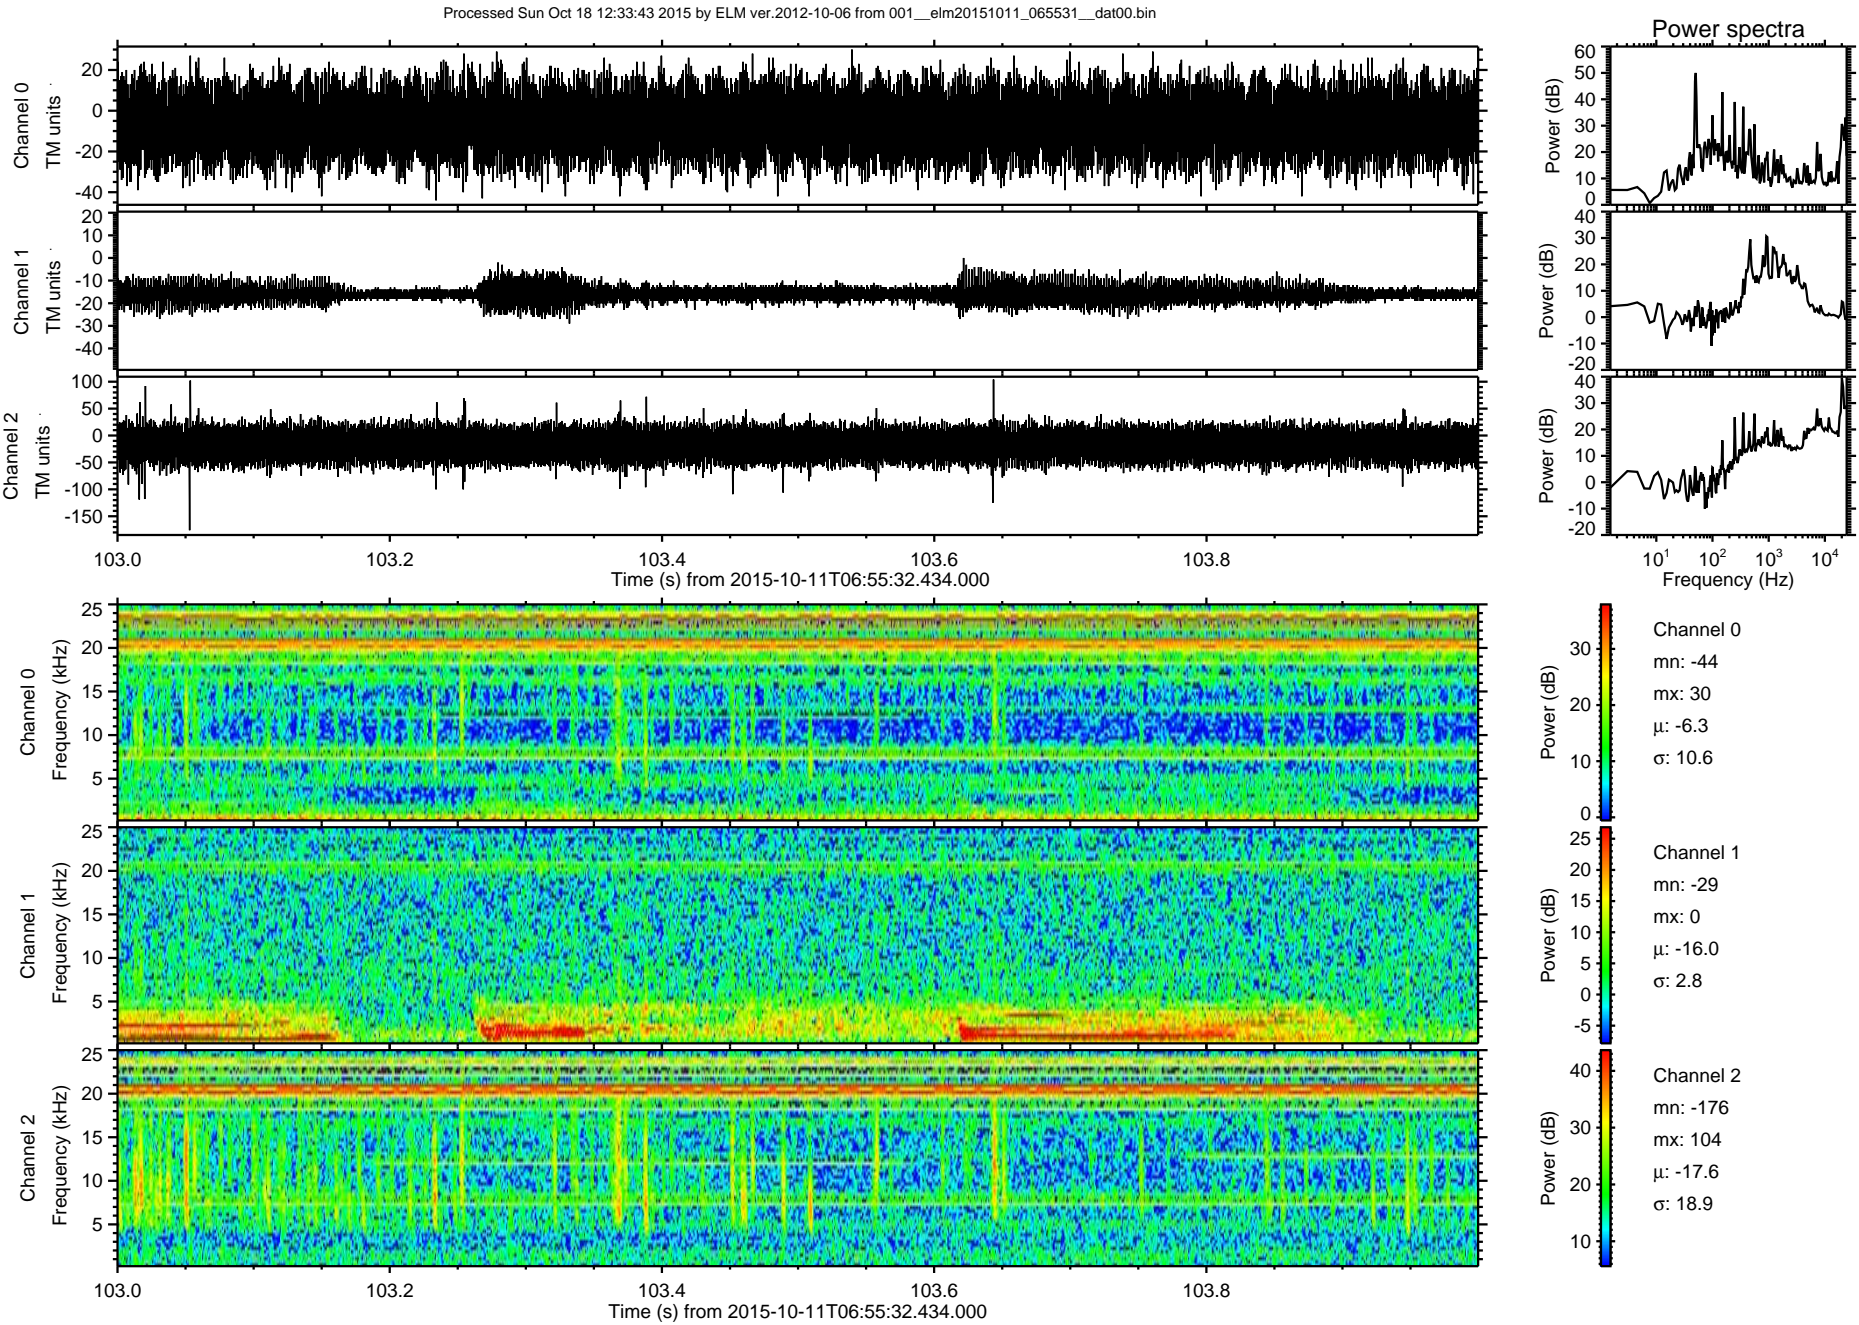 Processed Sun Oct 18 12:33:43 2015 by ELM ver.2012-10-06 from 001__elm20151011_065531__dat00.bin
Power spectra
Channel 0
TM units
20
0
-20
-40
Power (dB)
60
50
40
30
20
10
0
Channel 1
TM units
20
10
0
-10
-20
-30
-40
Power (dB)
40
30
20
10
0
-10
-20
Channel 2
TM units
100
50
0
-50
-100
-150
Power (dB)
40
30
20
10
0
-10
-20
103.0 103.2 103.4 103.6 103.8
Time (s) from 2015-10-11T06:55:32.434.000
10¹ 10² 10³ 10⁴
Frequency (Hz)
Channel 0
Frequency (kHz)
25
20
15
10
5
Power (dB)
30
20
10
0
Channel 0
mn: -44
mx: 30
μ: -6.3
σ: 10.6
Channel 1
Frequency (kHz)
25
20
15
10
5
Power (dB)
25
20
15
10
5
0
-5
Channel 1
mn: -29
mx: 0
μ: -16.0
σ: 2.8
Channel 2
Frequency (kHz)
25
20
15
10
5
Power (dB)
40
30
20
10
Channel 2
mn: -176
mx: 104
μ: -17.6
σ: 18.9
103.0 103.2 103.4 103.6 103.8
Time (s) from 2015-10-11T06:55:32.434.000